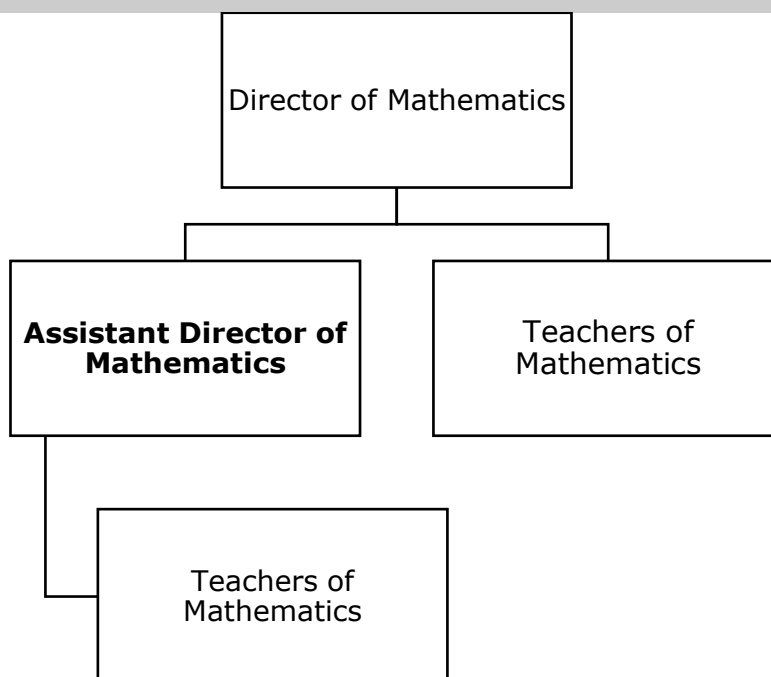 Director of Mathematics
Assistant Director of
Mathematics
Teachers of
Mathematics
Teachers of
Mathematics